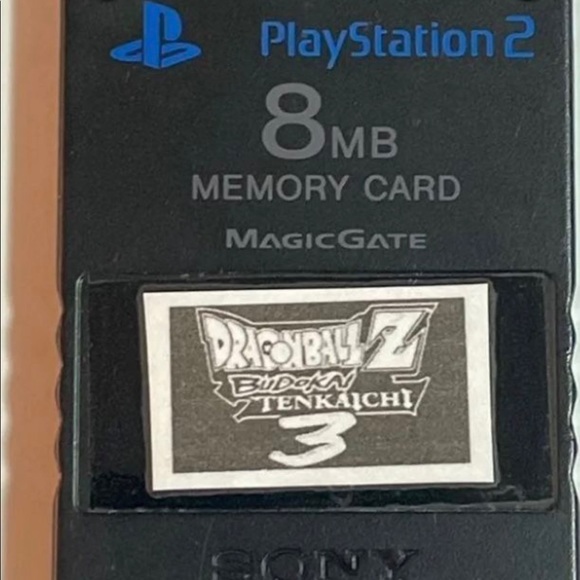 PlayStation 2
8MB
MEMORY CARD
MAGICGATE
DRAGONBALL Z
BUDOKAI
TENKAICHI
3
SONY